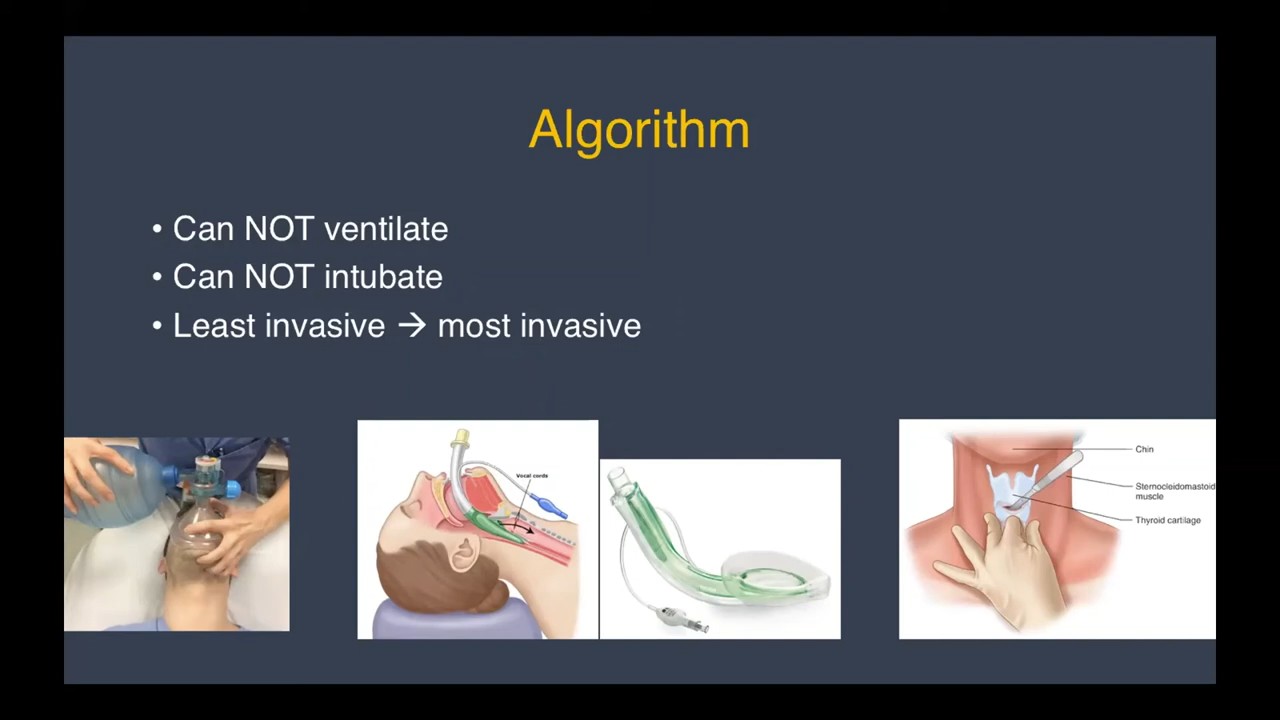 Algorithm
• Can NOT ventilate
• Can NOT intubate
• Least invasive → most invasive
Vocal cords
Chin
Sternocleidomastoid
muscle
Thyroid cartilage